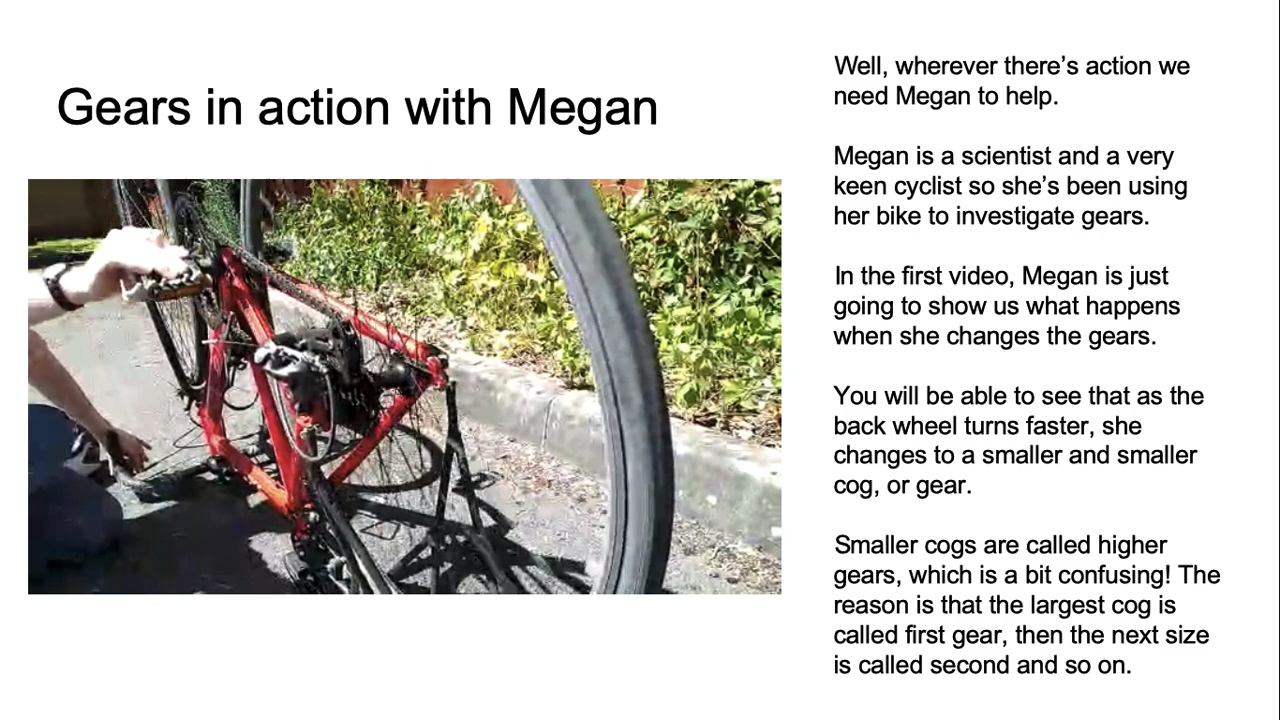 Gears in action with Megan
Well, wherever there's action we
need Megan to help.
Megan is a scientist and a very
keen cyclist so she's been using
her bike to investigate gears.
In the first video, Megan is just
going to show us what happens
when she changes the gears.
You will be able to see that as the
back wheel turns faster, she
changes to a smaller and smaller
cog, or gear.
Smaller cogs are called higher
gears, which is a bit confusing! The
reason is that the largest cog is
called first gear, then the next size
is called second and so on.